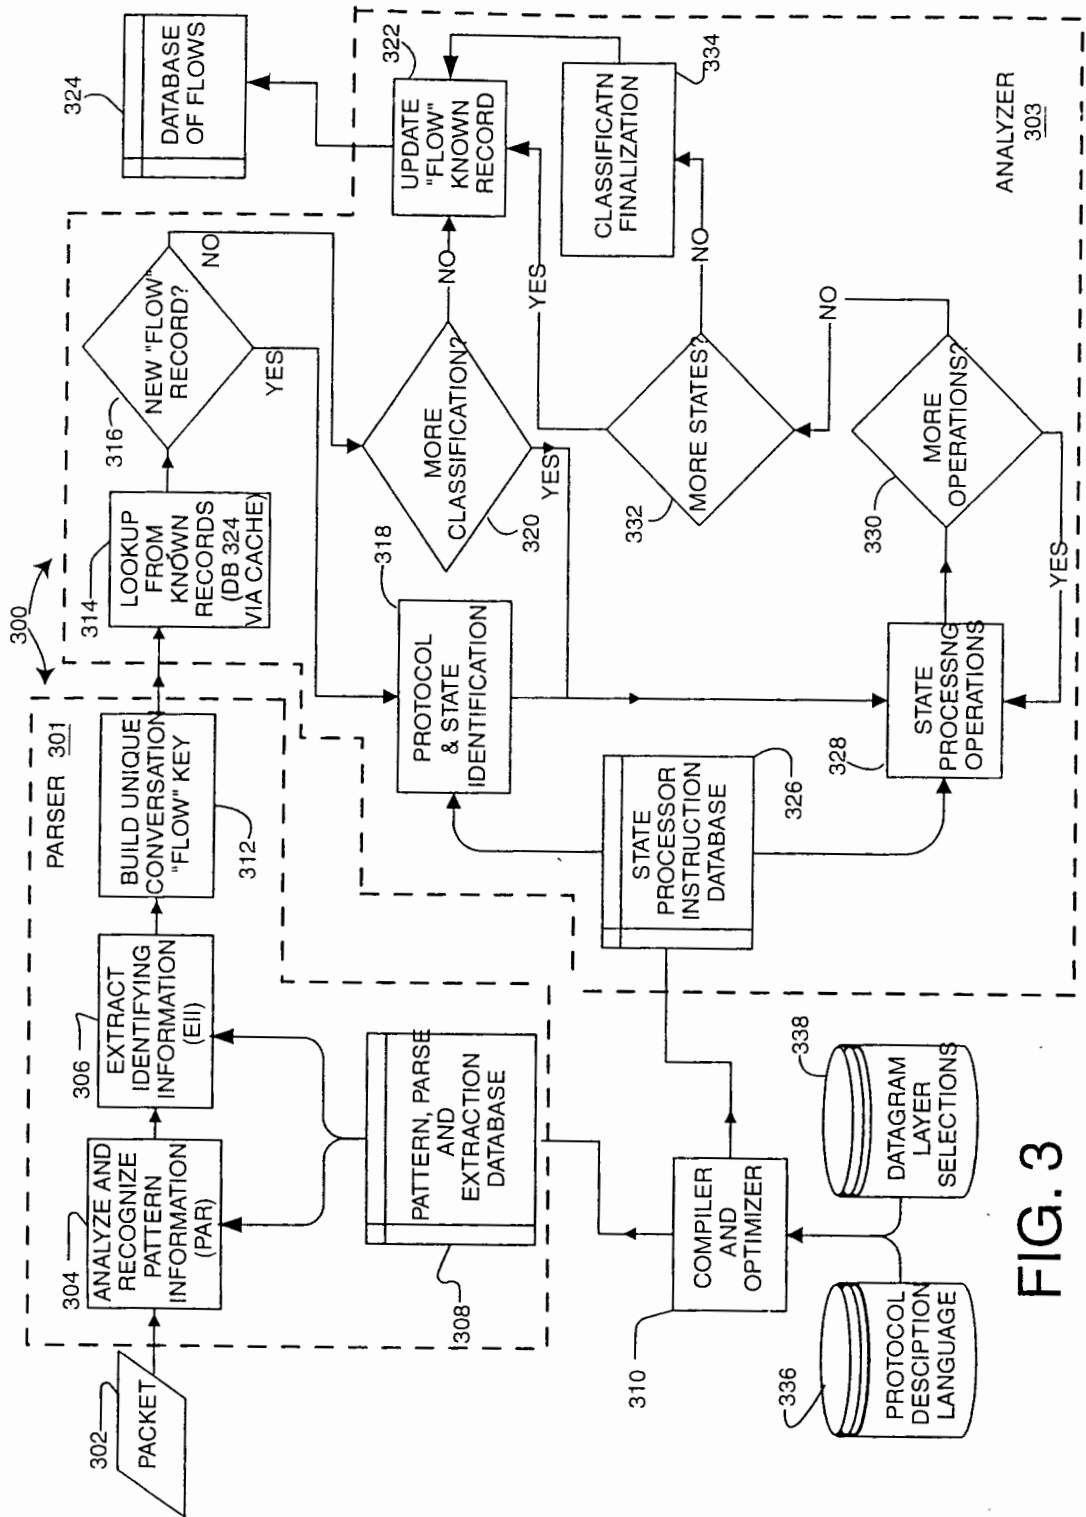 300
302
PACKET
PARSER 301
304
ANALYZE AND
RECOGNIZE
PATTERN
INFORMATION
(PAR)
306
EXTRACT
IDENTIFYING
INFORMATION
(EII)
BUILD UNIQUE
CONVERSATION
"FLOW" KEY
312
314
LOOKUP
FROM
KNOWN
RECORDS
(DB 324
VIA CACHE)
316
NEW "FLOW"
RECORD?
NO
YES
324
DATABASE
OF FLOWS
308
PATTERN, PARSE
AND
EXTRACTION
DATABASE
318
PROTOCOL
& STATE
IDENTIFICATION
MORE
CLASSIFICATION?
320
YES
NO
322
UPDATE
"FLOW"
KNOWN
RECORD
STATE
PROCESSOR
INSTRUCTION
DATABASE
326
332
MORE STATES?
YES
NO
CLASSIFICATN
FINALIZATION
334
310
COMPILER
AND
OPTIMIZER
328
STATE
PROCESSNG
OPERATIONS
330
MORE
OPERATIONS?
NO
YES
336
PROTOCOL
DESCIPTION
LANGUAGE
338
DATAGRAM
LAYER
SELECTIONS
ANALYZER
303
FIG. 3